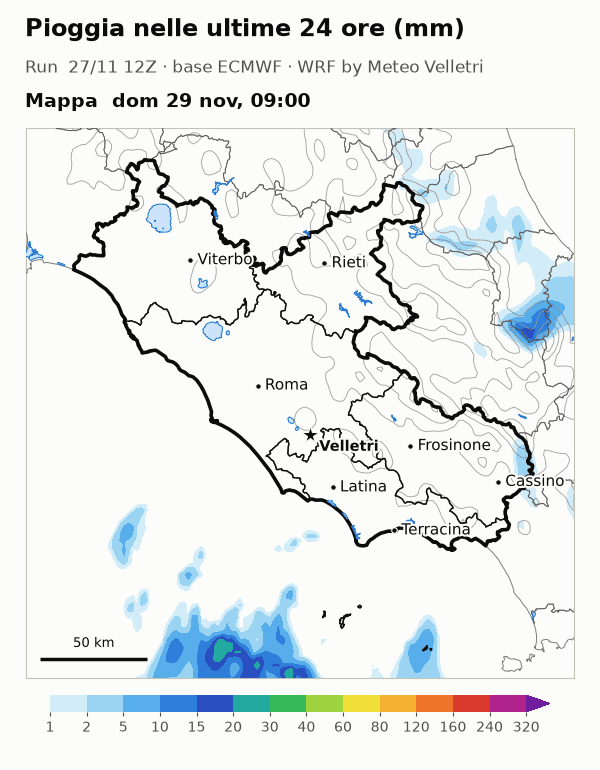 Pioggia nelle ultime 24 ore (mm)
Run  27/11 12Z · base ECMWF · WRF by Meteo Velletri
Mappa  dom 29 nov, 09:00
Viterbo
Rieti
Roma
Velletri
Frosinone
Latina
Cassino
Terracina
50 km
1 2 5 10 15 20 30 40 60 80 120 160 240 320